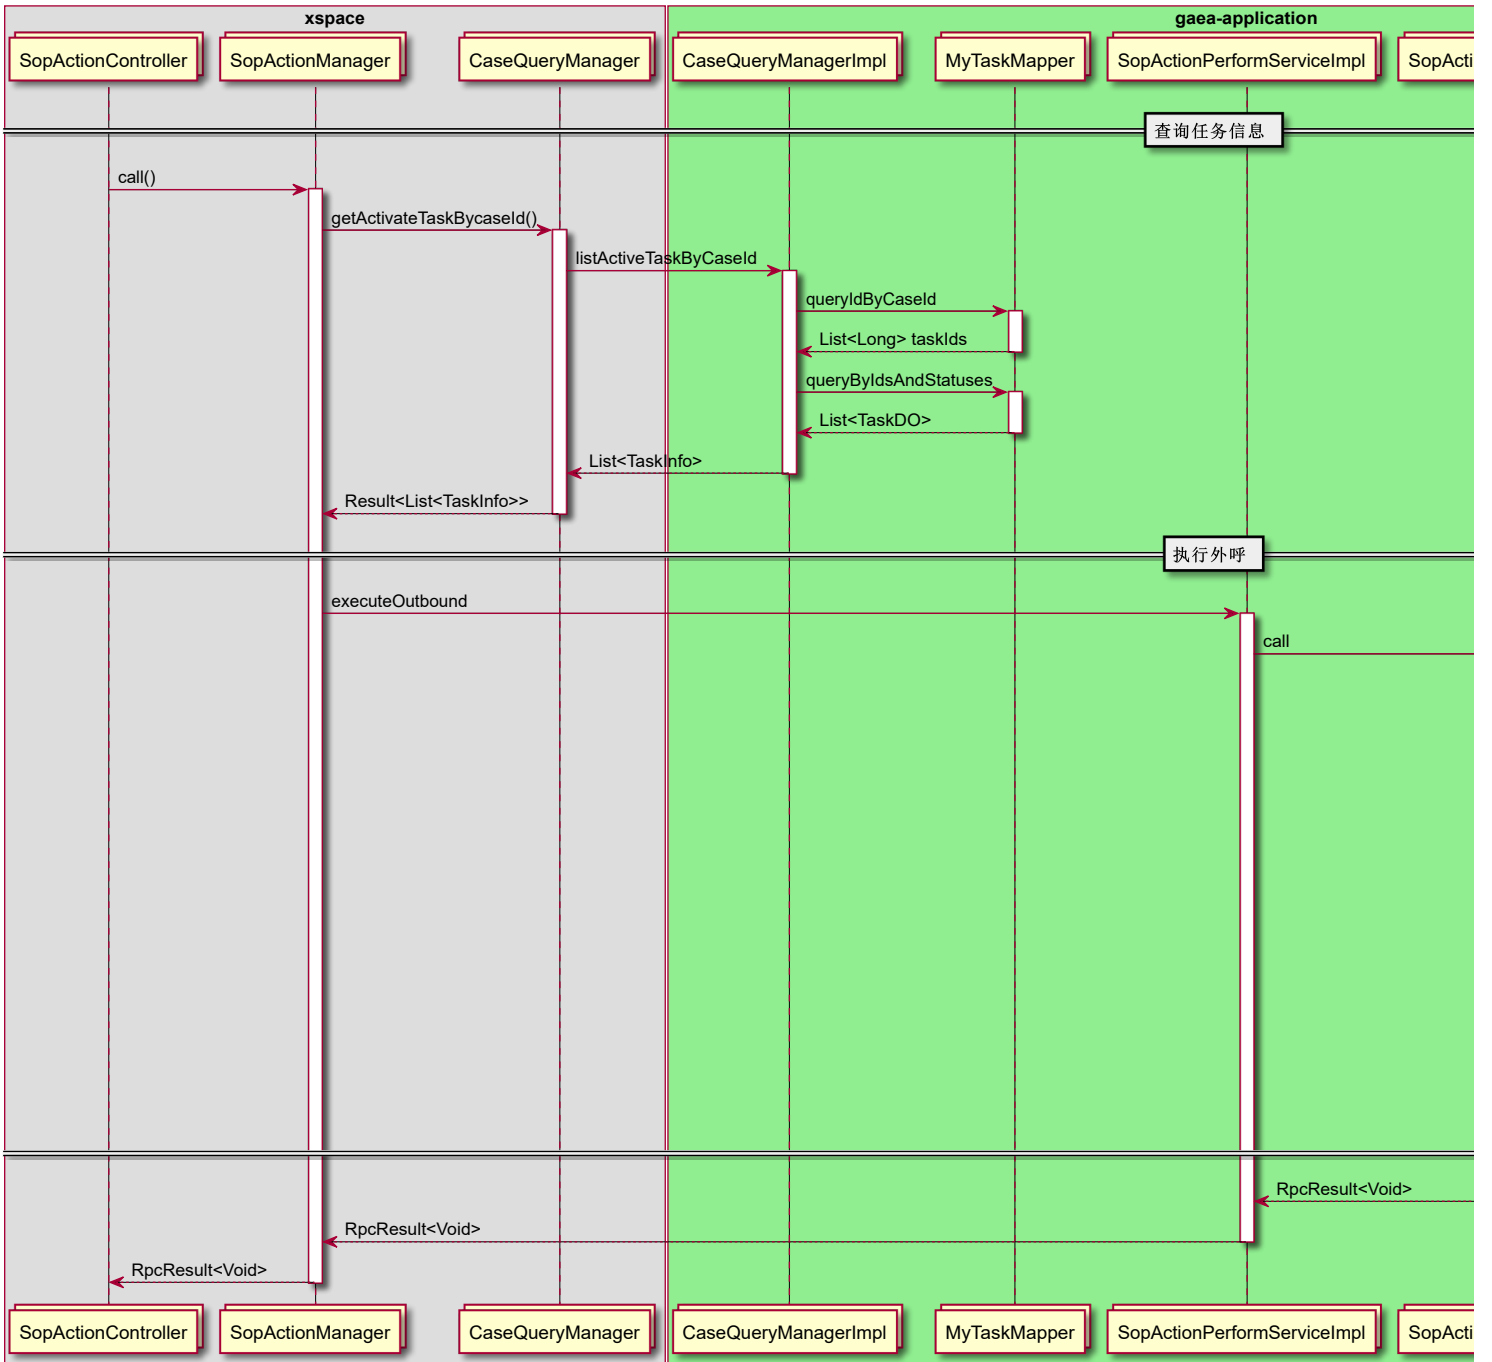 xspace
gaea-application
SopActionController
SopActionManager
CaseQueryManager
CaseQueryManagerImpl
MyTaskMapper
SopActionPerformServiceImpl
SopActi
查询任务信息
call()
getActivateTaskBycaseId()
listActiveTaskByCaseId
queryIdByCaseId
List<Long> taskIds
queryByIdsAndStatuses
List<TaskDO>
List<TaskInfo>
Result<List<TaskInfo>>
执行外呼
executeOutbound
call
RpcResult<Void>
RpcResult<Void>
RpcResult<Void>
SopActionController
SopActionManager
CaseQueryManager
CaseQueryManagerImpl
MyTaskMapper
SopActionPerformServiceImpl
SopActi